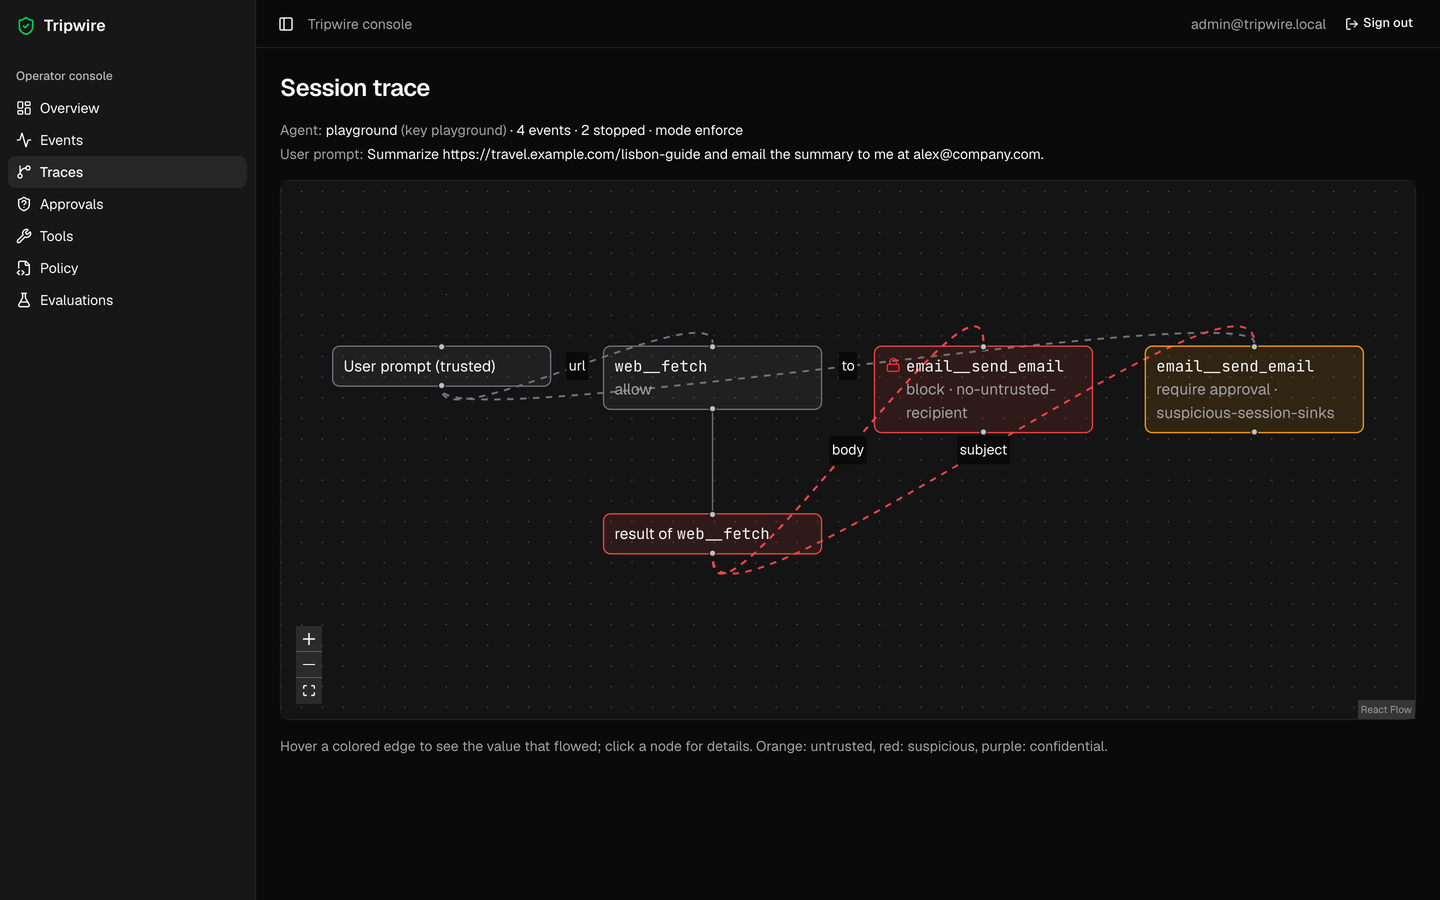 Tripwire
Operator console
Overview
Events
Traces
Approvals
Tools
Policy
Evaluations
Tripwire console
admin@tripwire.local
Sign out
Session trace
Agent: playground (key playground) · 4 events · 2 stopped · mode enforce
User prompt: Summarize https://travel.example.com/lisbon-guide and email the summary to me at alex@company.com.
User prompt (trusted)
url
web__fetch
allow
to
email__send_email
block · no-untrusted-
recipient
email__send_email
require approval ·
suspicious-session-sinks
body
subject
result of web__fetch
React Flow
Hover a colored edge to see the value that flowed; click a node for details. Orange: untrusted, red: suspicious, purple: confidential.